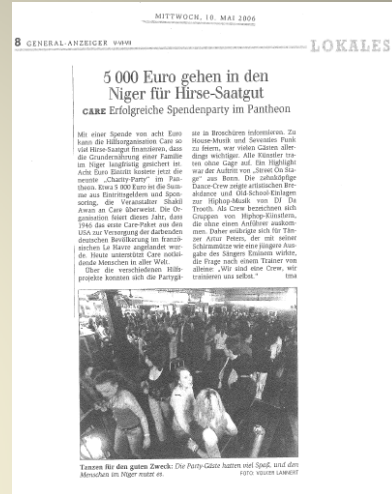 MITTWOCH, 10. MAI 2006
8 GENERAL-ANZEIGER
LOKALES
5 000 Euro gehen in den
Niger für Hirse-Saatgut
CARE Erfolgreiche Spendenparty im Pantheon
Mit einer Spende von acht Euro
kann die Hilfsorganisation Care so
viel Hirse-Saatgut finanzieren, dass
die Grundernährung einer Familie
im Niger langfristig gesichert ist.
Acht Euro Eintritt kostete jetzt die
neunte „Charity-Party" im Pan-
theon. Etwa 5 000 Euro ist die Sum-
me aus Eintrittsgeldern und Spon-
soring, die Veranstalter Shakil
Awan an Care überweist. Die Or-
ganisation feiert dieses Jahr, dass
1946 das erste Care-Paket aus den
USA zur Versorgung der darbenden
deutschen Bevölkerung im franzö-
sischen Le Havre angelandet wur-
de. Heute unterstützt Care notlei-
dende Menschen in aller Welt.
Über die verschiedenen Hilfs-
projekte konnten sich die Partygä-
ste in Broschüren informieren. Zu
House-Musik und Seventies Funk
zu feiern, war vielen Gästen aller-
dings wichtiger. Alle Künstler tra-
ten ohne Gage auf. Ein Highlight
war der Auftritt von „Street On Sta-
ge" aus Bonn. Die zehnköpfige
Dance-Crew zeigte artistischen Bre-
akdance und Old-School-Einlagen
zur Hiphop-Musik von DJ Da
Trooth. Als Crew bezeichnen sich
Gruppen von Hiphop-Künstlern,
die ohne einen Anführer auskom-
men. Daher erübrigte sich für Tän-
zer Artur Peters, der mit seiner
Schirmmütze wie eine jüngere Aus-
gabe des Sängers Eminem wirkte,
die Frage nach einem Trainer von
alleine: „Wir sind eine Crew, wir
trainieren uns selbst."
Tanzen für den guten Zweck: Die Party-Gäste hatten viel Spaß, und den
Menschen im Niger nutzt es.
FOTO: VOLKER LANNERT